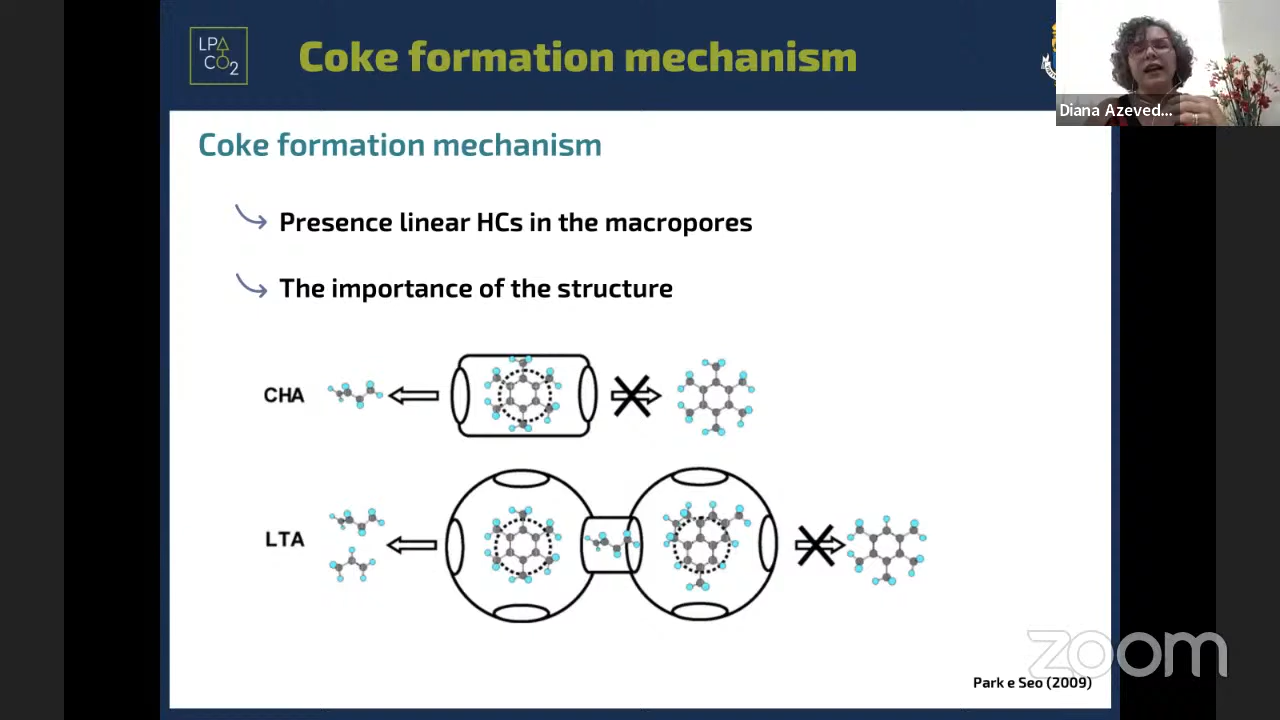 LPA
CO2
Coke formation mechanism
Diana Azeved...
Coke formation mechanism
Presence linear HCs in the macropores
The importance of the structure
CHA
LTA
zoom
Park e Seo (2009)